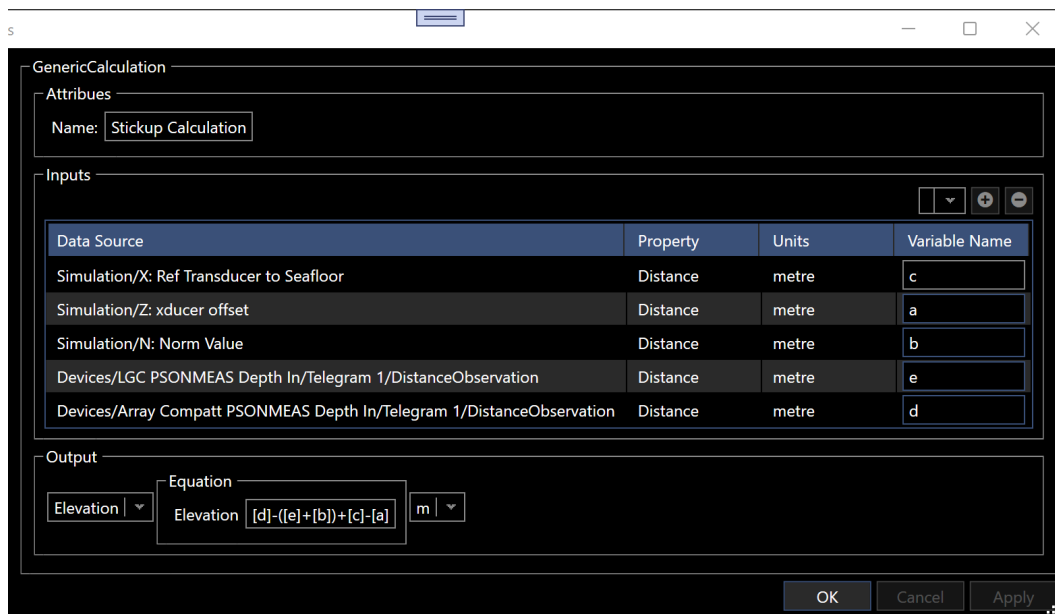 s
GenericCalculation
Attribues
Name: Stickup Calculation
Inputs
Data Source Property Units Variable Name
Simulation/X: Ref Transducer to Seafloor Distance metre c
Simulation/Z: xducer offset Distance metre a
Simulation/N: Norm Value Distance metre b
Devices/LGC PSONMEAS Depth In/Telegram 1/DistanceObservation Distance metre e
Devices/Array Compatt PSONMEAS Depth In/Telegram 1/DistanceObservation Distance metre d
Output
Equation
Elevation Elevation [d]-([e]+[b])+[c]-[a] m
OK Cancel Apply